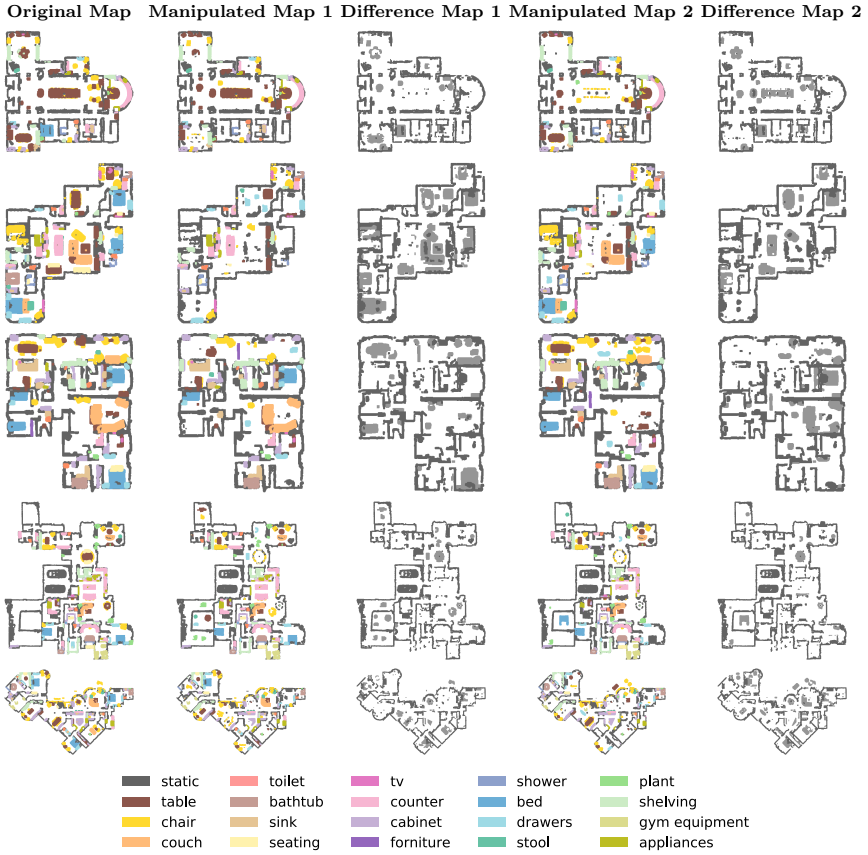 Original Map Manipulated Map 1 Difference Map 1 Manipulated Map 2 Difference Map 2
static toilet tv shower plant
table bathtub counter bed shelving
chair sink cabinet drawers gym equipment
couch seating forniture stool appliances